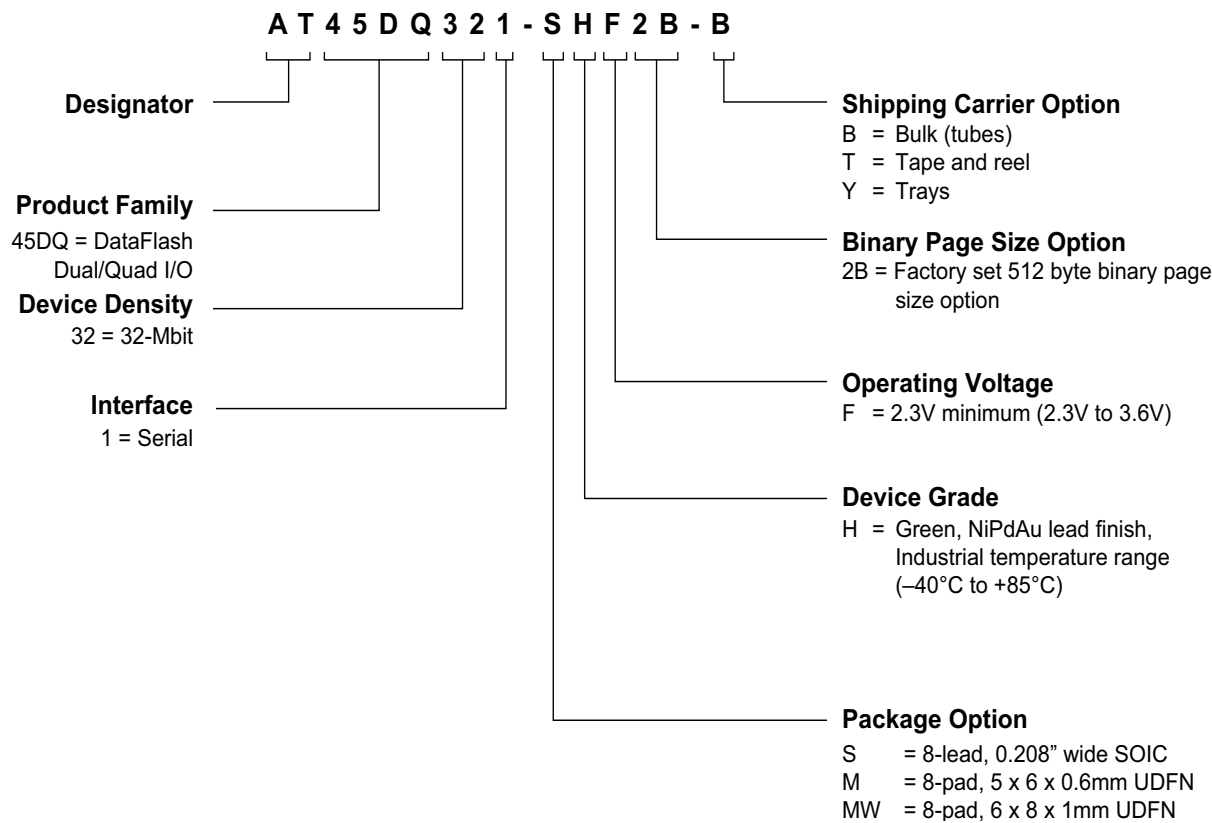 A T 4 5 D Q 3 2 1 - S H F 2 B - B
Designator
Product Family
45DQ = DataFlash
Dual/Quad I/O
Device Density
32 = 32-Mbit
Interface
1 = Serial
Shipping Carrier Option
B = Bulk (tubes)
T = Tape and reel
Y = Trays
Binary Page Size Option
2B = Factory set 512 byte binary page
size option
Operating Voltage
F = 2.3V minimum (2.3V to 3.6V)
Device Grade
H = Green, NiPdAu lead finish,
Industrial temperature range
(–40°C to +85°C)
Package Option
S = 8-lead, 0.208” wide SOIC
M = 8-pad, 5 x 6 x 0.6mm UDFN
MW = 8-pad, 6 x 8 x 1mm UDFN